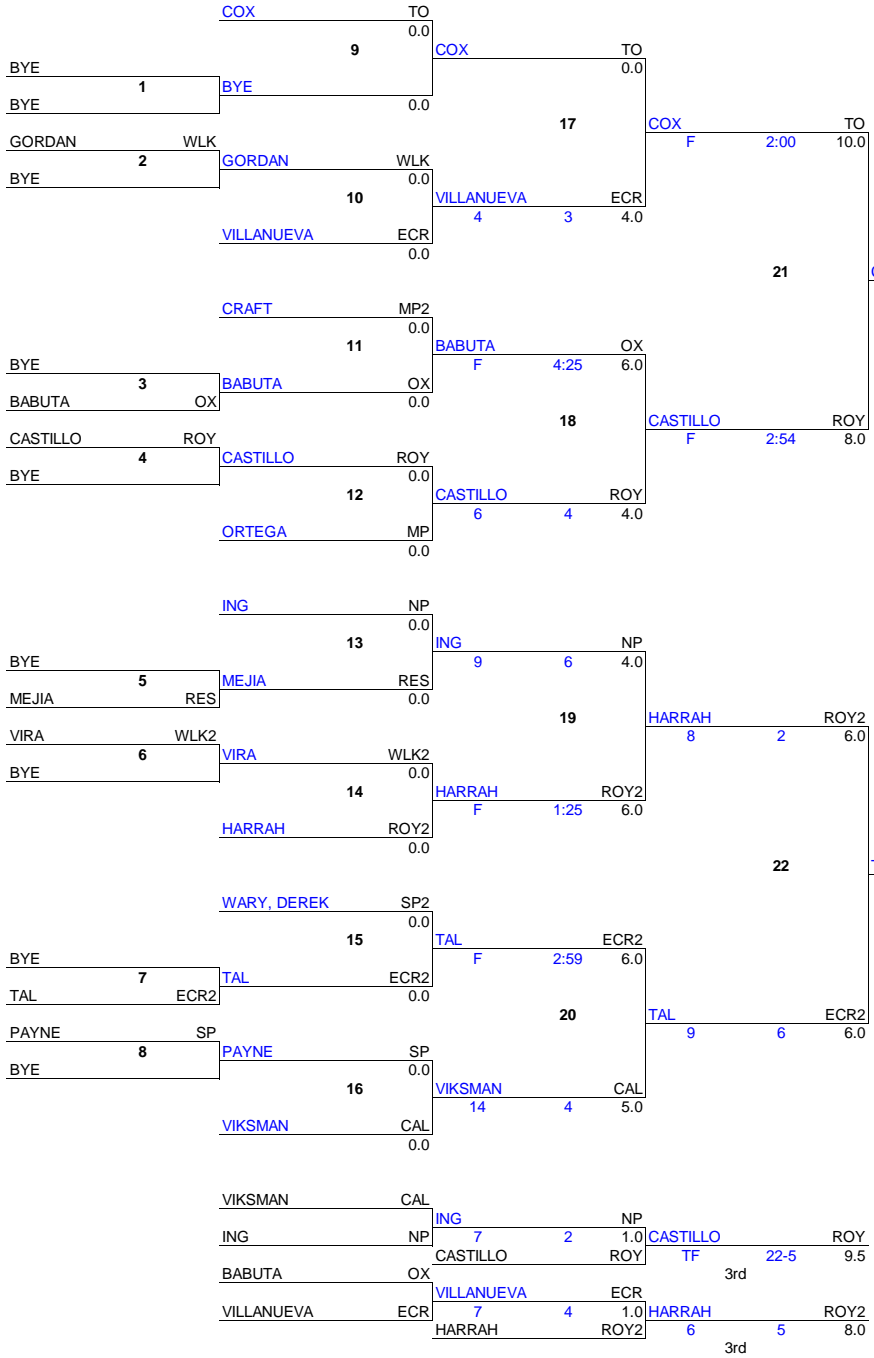 COX TO
0.0
9 COX TO
BYE 0.0
1 BYE
BYE 0.0
17 COX TO
GORDAN WLK F 2:00 10.0
2 GORDAN WLK
BYE 0.0
10 VILLANUEVA ECR
4 3 4.0
VILLANUEVA ECR
0.0
21
CRAFT MP2
0.0
11 BABUTA OX
BYE F 4:25 6.0
3 BABUTA OX
BABUTA OX 0.0
18 CASTILLO ROY
CASTILLO ROY F 2:54 8.0
4 CASTILLO ROY
BYE 0.0
12 CASTILLO ROY
6 4 4.0
ORTEGA MP
0.0
ING NP
0.0
13 ING NP
BYE 9 6 4.0
5 MEJIA RES
MEJIA RES 0.0
19 HARRAH ROY2
VIRA WLK2 8 2 6.0
6 VIRA WLK2
BYE 0.0
14 HARRAH ROY2
F 1:25 6.0
HARRAH ROY2
0.0
22
WARY, DEREK SP2
0.0
15 TAL ECR2
BYE F 2:59 6.0
7 TAL ECR2
TAL ECR2 0.0
20 TAL ECR2
PAYNE SP 9 6 6.0
8 PAYNE SP
BYE 0.0
16 VIKSMAN CAL
14 4 5.0
VIKSMAN CAL
0.0
VIKSMAN CAL
ING NP
7 2 1.0
ING NP CASTILLO ROY
CASTILLO ROY TF 22-5 9.5
BABUTA OX 3rd
VILLANUEVA ECR
7 4 1.0
VILLANUEVA ECR HARRAH ROY2
HARRAH ROY2 6 5 8.0
3rd